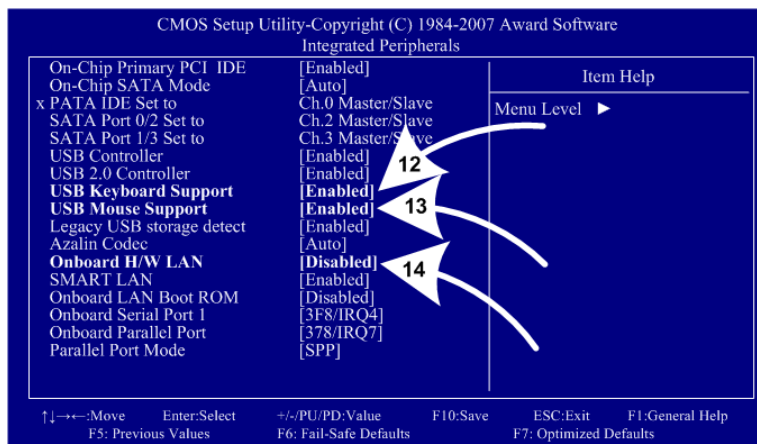 CMOS Setup Utility-Copyright (C) 1984-2007 Award Software
Integrated Peripherals
On-Chip Primary PCI IDE [Enabled]
On-Chip SATA Mode [Auto]
x PATA IDE Set to Ch.0 Master/Slave
SATA Port 0/2 Set to Ch.2 Master/Slave
SATA Port 1/3 Set to Ch.3 Master/Slave
USB Controller [Enabled]
USB 2.0 Controller [Enabled]
USB Keyboard Support [Enabled]
USB Mouse Support [Enabled]
Legacy USB storage detect [Enabled]
Azalin Codec [Auto]
Onboard H/W LAN [Disabled]
SMART LAN [Enabled]
Onboard LAN Boot ROM [Disabled]
Onboard Serial Port 1 [3F8/IRQ4]
Onboard Parallel Port [378/IRQ7]
Parallel Port Mode [SPP]
Item Help
Menu Level ▶
12
13
14
↑↓→←:Move Enter:Select +/-/PU/PD:Value F10:Save ESC:Exit F1:General Help
F5: Previous Values F6: Fail-Safe Defaults F7: Optimized Defaults